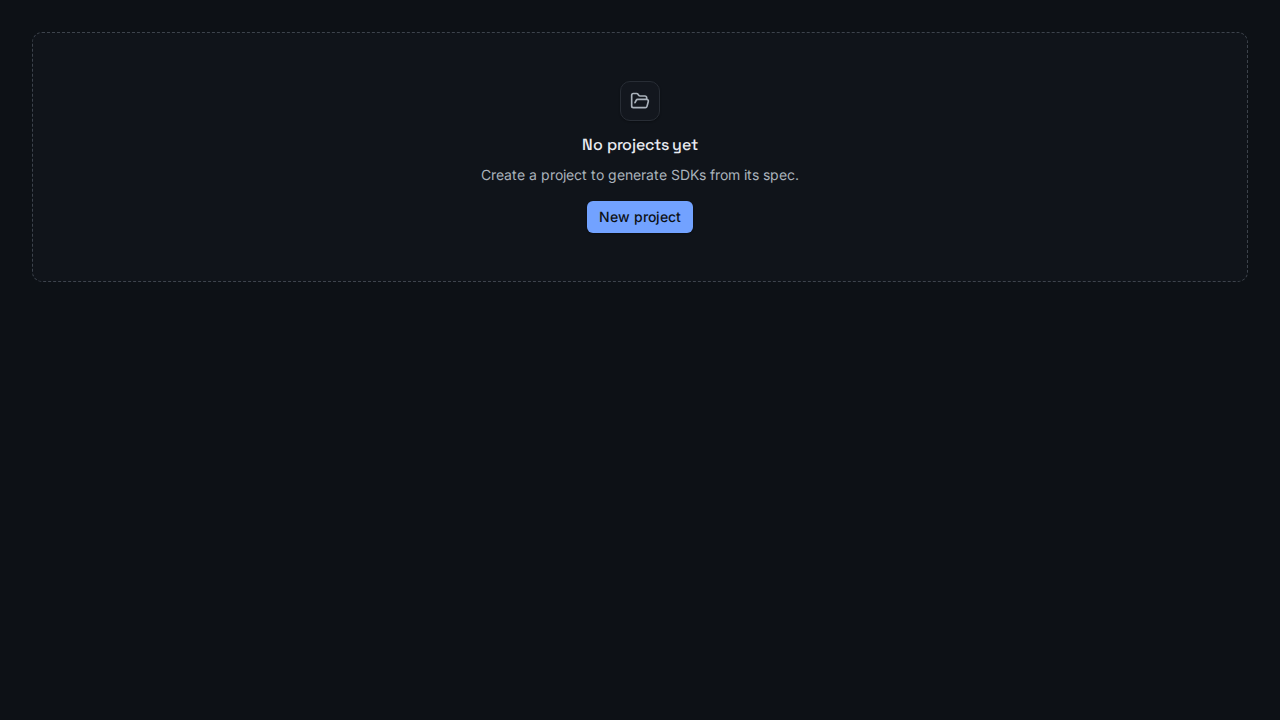 No projects yet
Create a project to generate SDKs from its spec.
New project